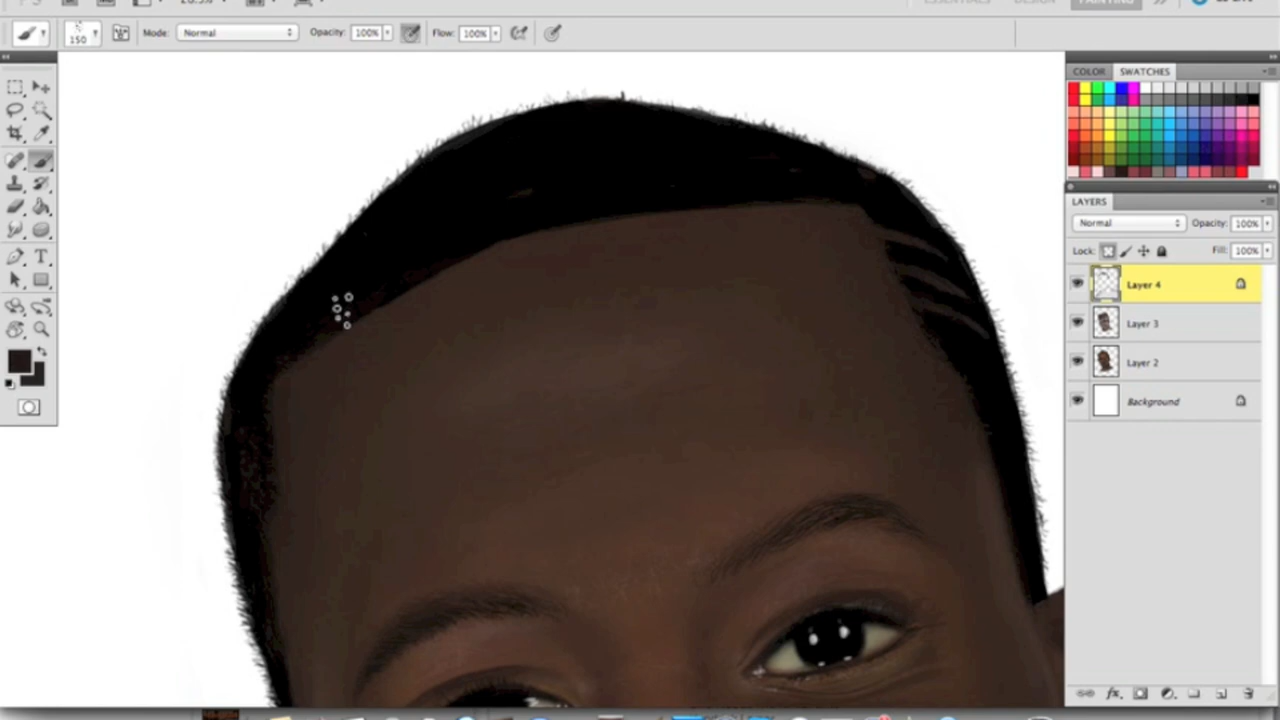 ESSENTIALS DESIGN PAINTING
150 Mode: Normal Opacity: 100% Flow: 100%
COLOR SWATCHES
LAYERS
Normal Opacity: 100%
Lock: Fill: 100%
Layer 4
Layer 3
Layer 2
Background
T
fx